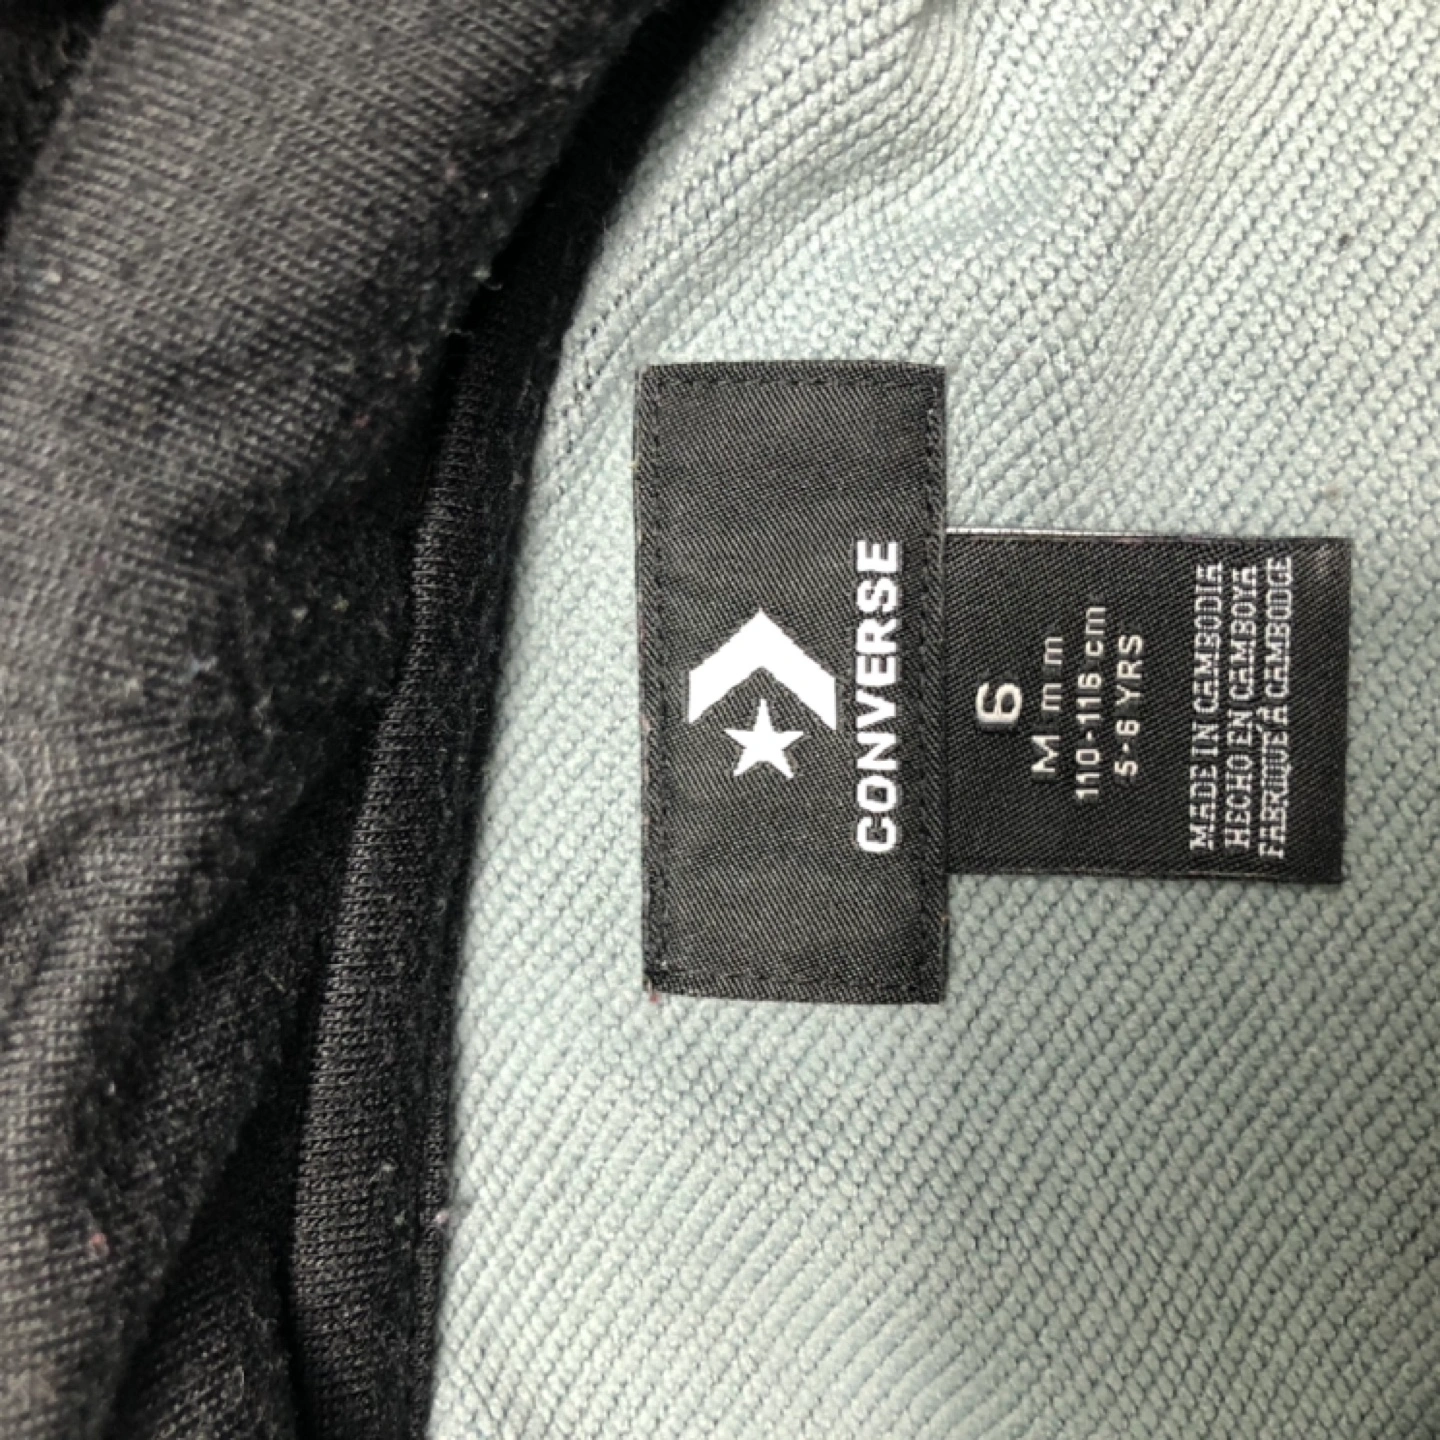 CONVERSE
6
M m m
110-116 cm
5-6 YRS
MADE IN CAMBODIA
HECHO EN CAMBOYA
FABRIQUÉ À CAMBODGE